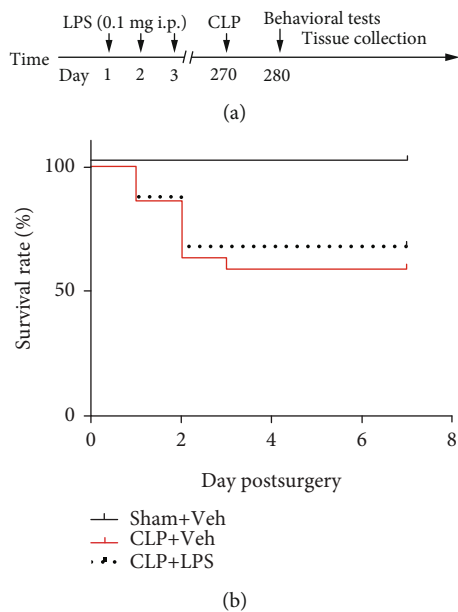 LPS (0.1 mg i.p.) CLP Behavioral tests
Tissue collection
Time
Day 1 2 3 270 280
(a)
100
50
0
0 2 4 6 8
Survival rate (%)
Day postsurgery
Sham+Veh
CLP+Veh
CLP+LPS
(b)